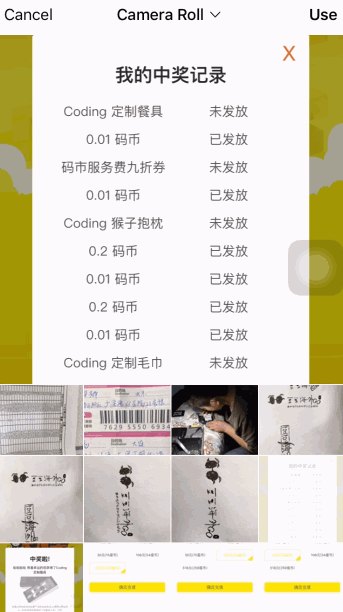 Cancel
Camera Roll
Use
X
我的中奖记录
Coding 定制餐具 未发放
0.01 码币 已发放
码市服务费九折券 未发放
0.01 码币 已发放
Coding 猴子抱枕 未发放
0.2 码币 已发放
0.01 码币 已发放
0.2 码币 已发放
0.01 码币 已发放
Coding 定制毛巾 未发放
7629 5550 6934
中奖啦!